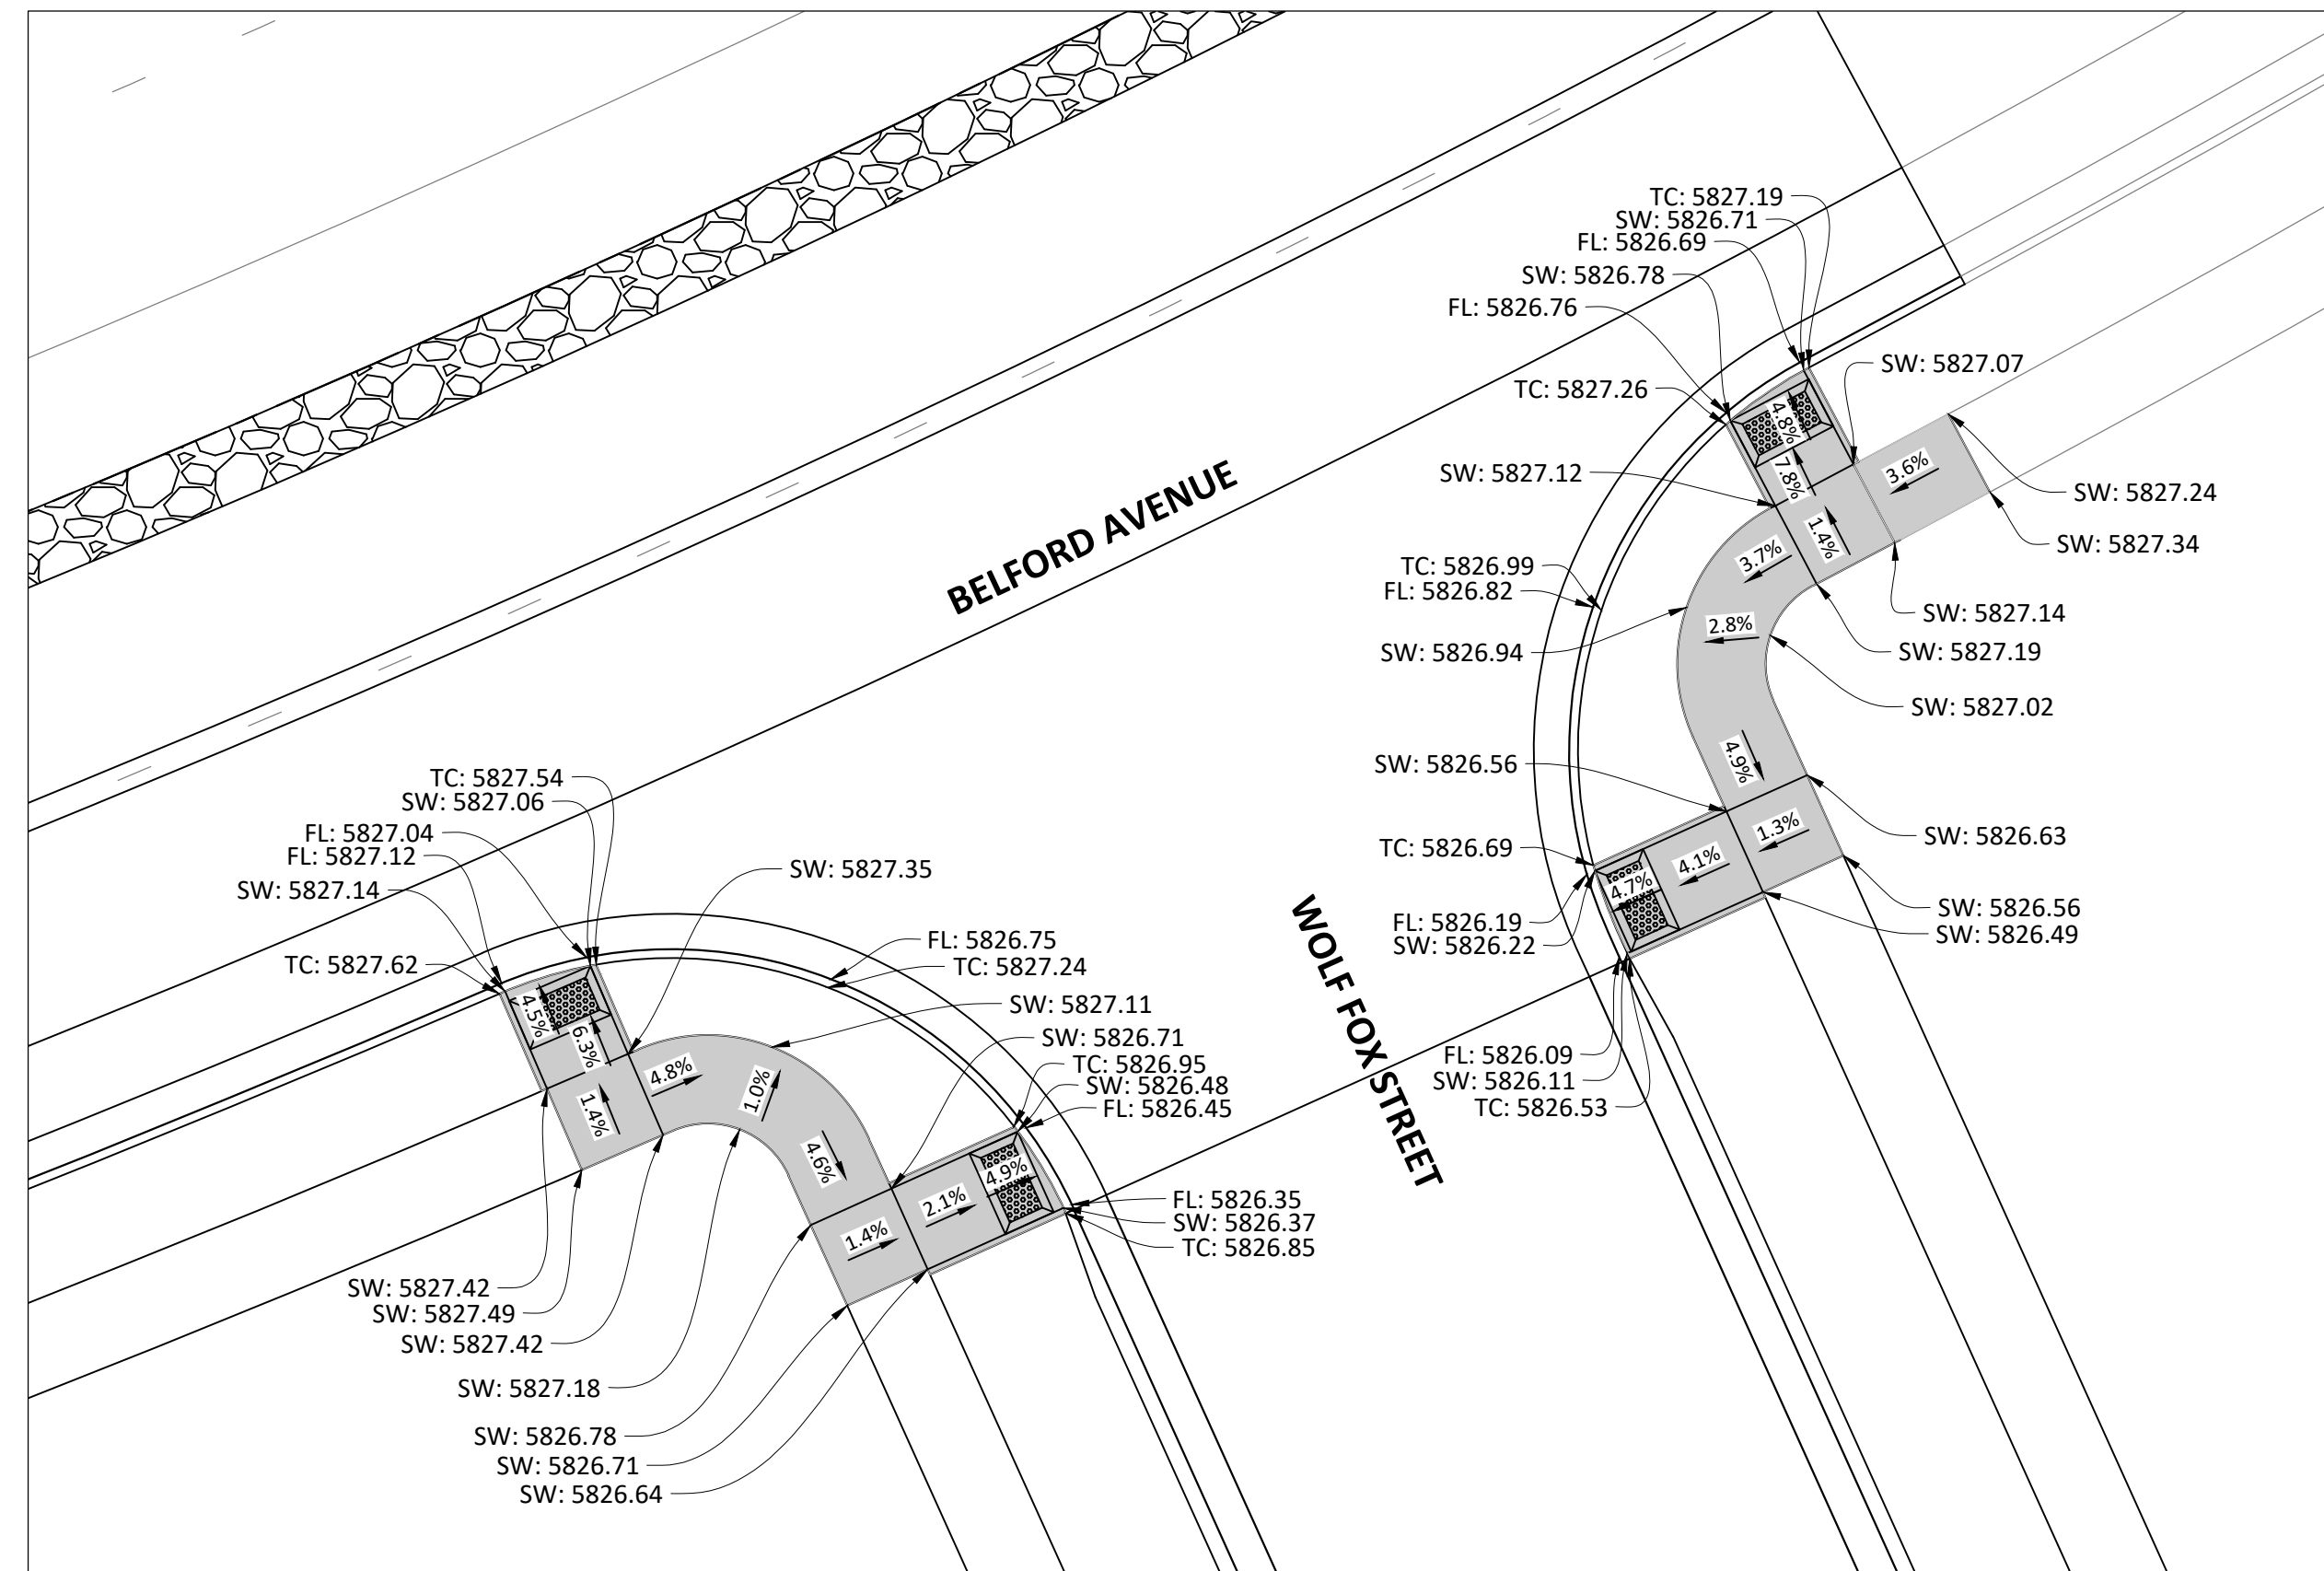 TC: 5827.19
SW: 5826.71
FL: 5826.69
SW: 5826.78
FL: 5826.76
TC: 5827.26
SW: 5827.07
4.8%
7.8%
3.6%
SW: 5827.12
SW: 5827.24
1.4%
SW: 5827.34
3.7%
TC: 5826.99
FL: 5826.82
SW: 5827.14
2.8%
SW: 5826.94
SW: 5827.19
SW: 5827.02
BELFORD AVENUE
4.9%
SW: 5826.56
1.3%
SW: 5826.63
TC: 5826.69
4.1%
4.7%
SW: 5826.56
FL: 5826.19
SW: 5826.22
SW: 5826.49
WOLF FOX STREET
FL: 5826.09
SW: 5826.11
TC: 5826.53
TC: 5827.54
SW: 5827.06
FL: 5827.04
FL: 5827.12
SW: 5827.14
TC: 5827.62
SW: 5827.35
FL: 5826.75
TC: 5827.24
SW: 5827.11
4.5%
6.3%
4.8%
1.0%
1.4%
SW: 5826.71
TC: 5826.95
SW: 5826.48
FL: 5826.45
4.6%
4.9%
2.1%
1.4%
FL: 5826.35
SW: 5826.37
TC: 5826.85
SW: 5827.42
SW: 5827.49
SW: 5827.42
SW: 5827.18
SW: 5826.78
SW: 5826.71
SW: 5826.64